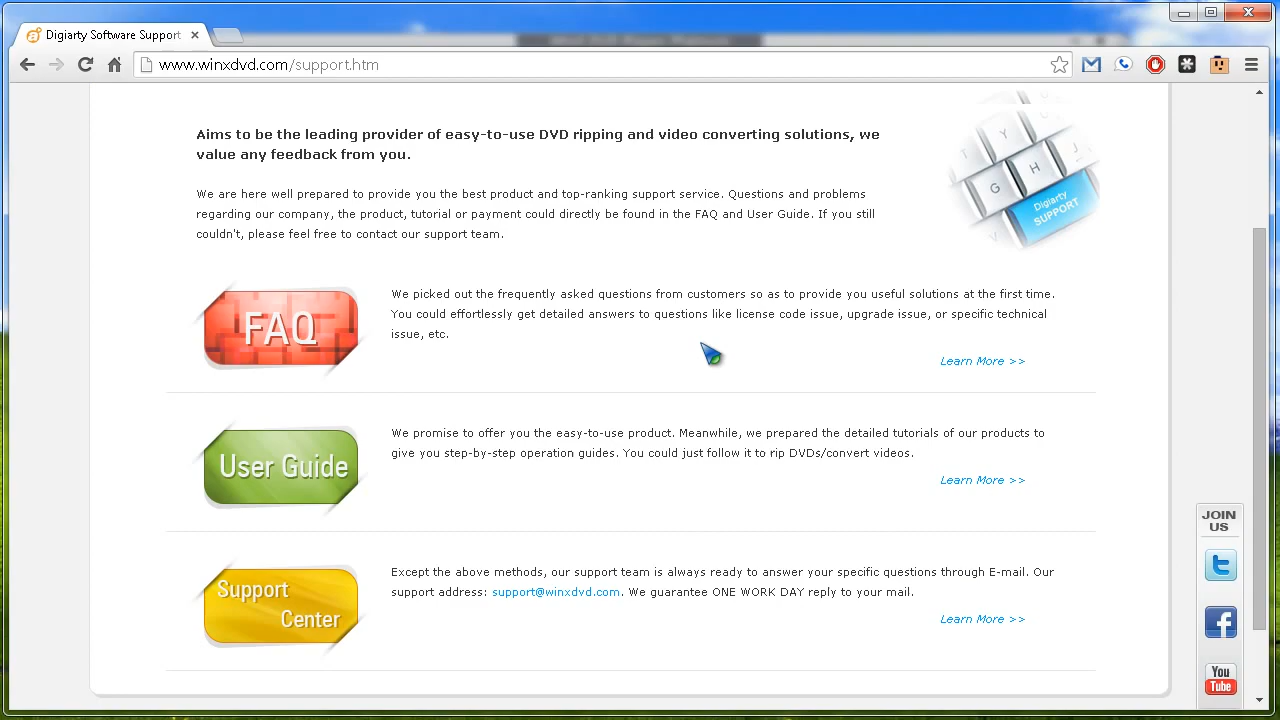 Digiarty Software Support
www.winxdvd.com/support.htm
Aims to be the leading provider of easy-to-use DVD ripping and video converting solutions, we
value any feedback from you.
We are here well prepared to provide you the best product and top-ranking support service. Questions and problems
regarding our company, the product, tutorial or payment could directly be found in the FAQ and User Guide. If you still
couldn't, please feel free to contact our support team.
T Y U
G H J
V
Digiarty
SUPPORT
FAQ
We picked out the frequently asked questions from customers so as to provide you useful solutions at the first time.
You could effortlessly get detailed answers to questions like license code issue, upgrade issue, or specific technical
issue, etc.
Learn More >>
User Guide
We promise to offer you the easy-to-use product. Meanwhile, we prepared the detailed tutorials of our products to
give you step-by-step operation guides. You could just follow it to rip DVDs/convert videos.
Learn More >>
Support
Center
Except the above methods, our support team is always ready to answer your specific questions through E-mail. Our
support address: support@winxdvd.com. We guarantee ONE WORK DAY reply to your mail.
Learn More >>
JOIN
US
You
Tube